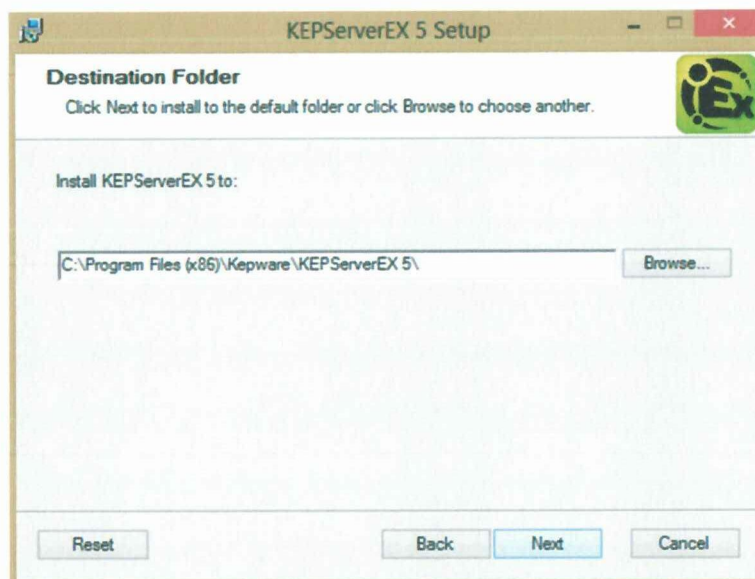 KEPServerEX 5 Setup
Destination Folder
Click Next to install to the default folder or click Browse to choose another.
Ex
Install KEPServerEX 5 to:
C:\Program Files (x86)\Kepware\KEPServerEX 5\
Browse...
Reset
Back
Next
Cancel